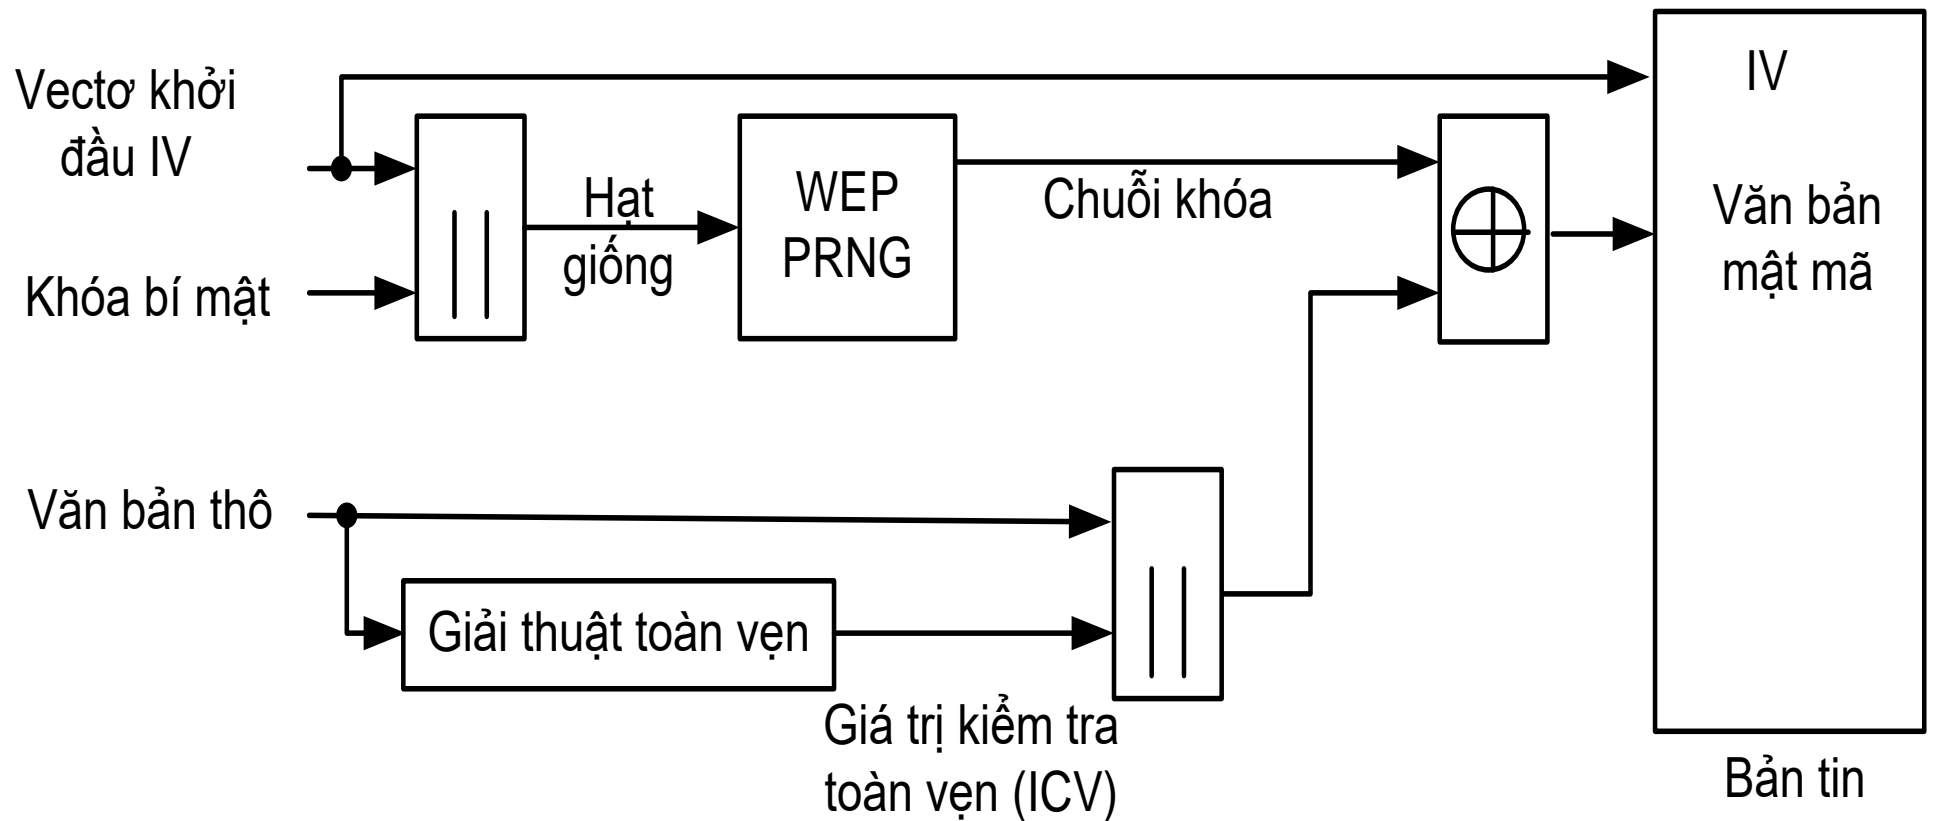 Vectơ khởi
đầu IV
IV
Hạt
giống
WEP
PRNG
Chuỗi khóa
Văn bản
mật mã
Khóa bí mật
Văn bản thô
Giải thuật toàn vẹn
Giá trị kiểm tra
toàn vẹn (ICV)
Bản tin